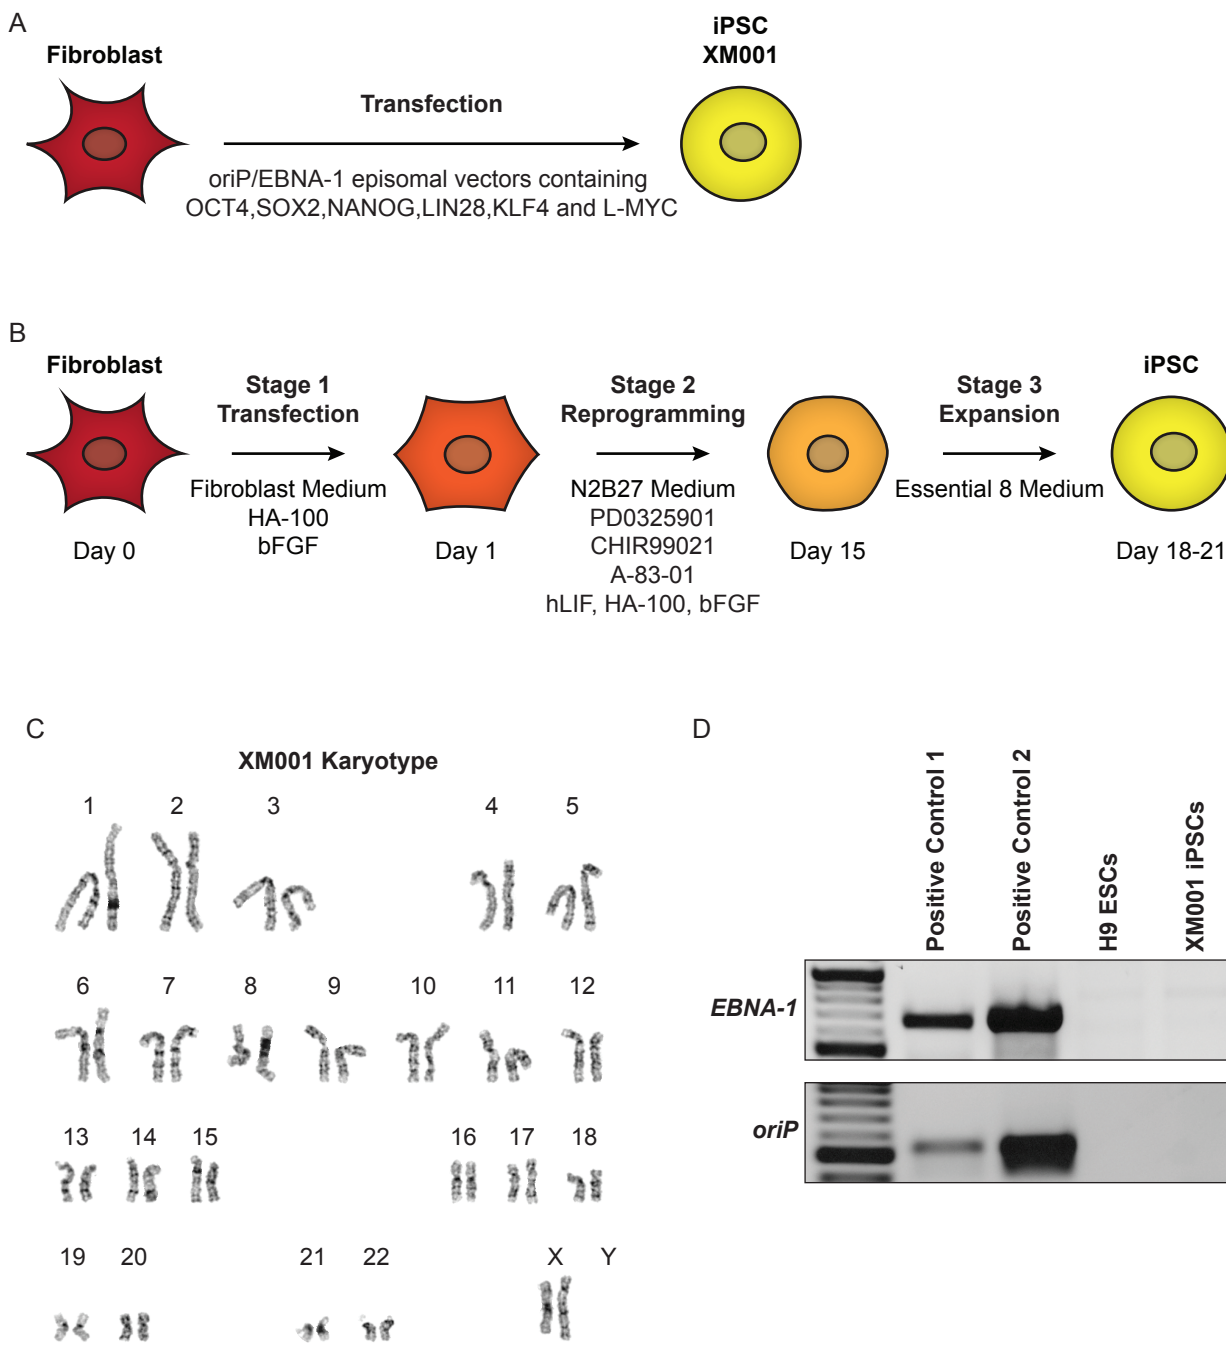 A
Fibroblast
Transfection
oriP/EBNA-1 episomal vectors containing
OCT4,SOX2,NANOG,LIN28,KLF4 and L-MYC
iPSC
XM001
B
Fibroblast
Day 0
Stage 1
Transfection
Fibroblast Medium
HA-100
bFGF
Day 1
Stage 2
Reprogramming
N2B27 Medium
PD0325901
CHIR99021
A-83-01
hLIF, HA-100, bFGF
Day 15
Stage 3
Expansion
Essential 8 Medium
iPSC
Day 18-21
C
XM001 Karyotype
1 2 3 4 5
6 7 8 9 10 11 12
13 14 15 16 17 18
19 20 21 22 X Y
D
Positive Control 1
Positive Control 2
H9 ESCs
XM001 iPSCs
EBNA-1
oriP